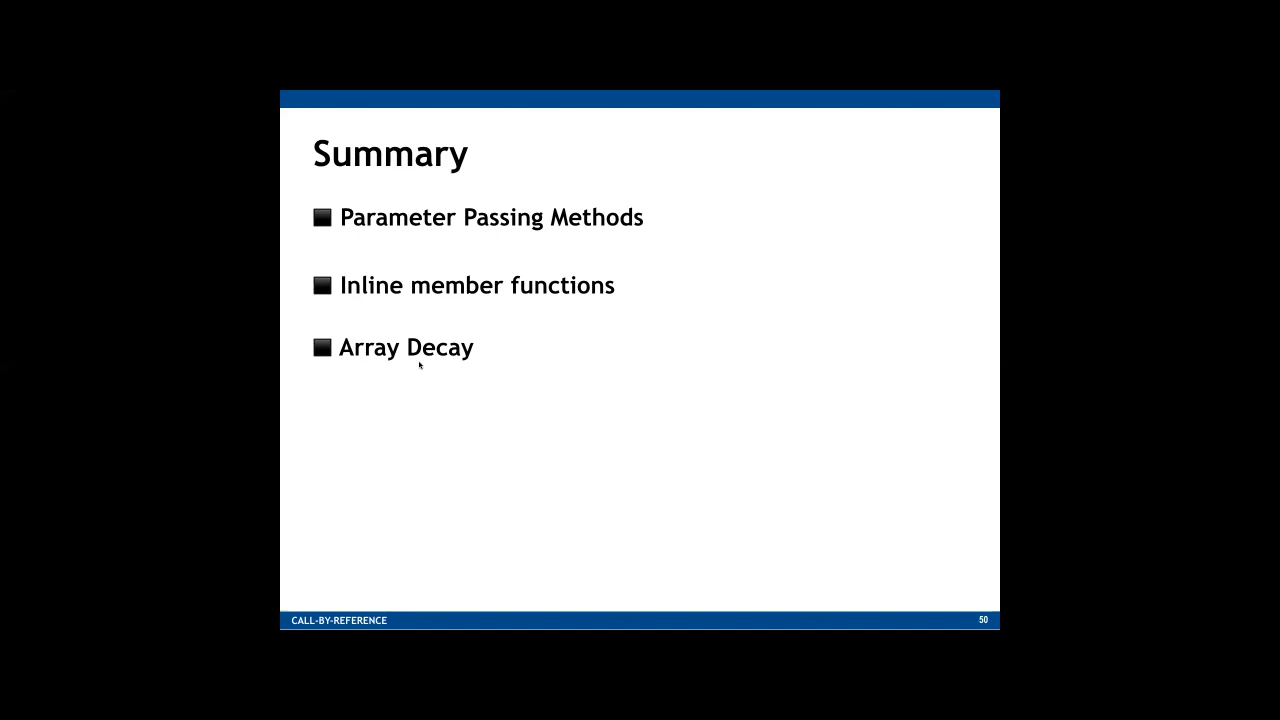 Summary
Parameter Passing Methods
Inline member functions
Array Decay
CALL-BY-REFERENCE
50